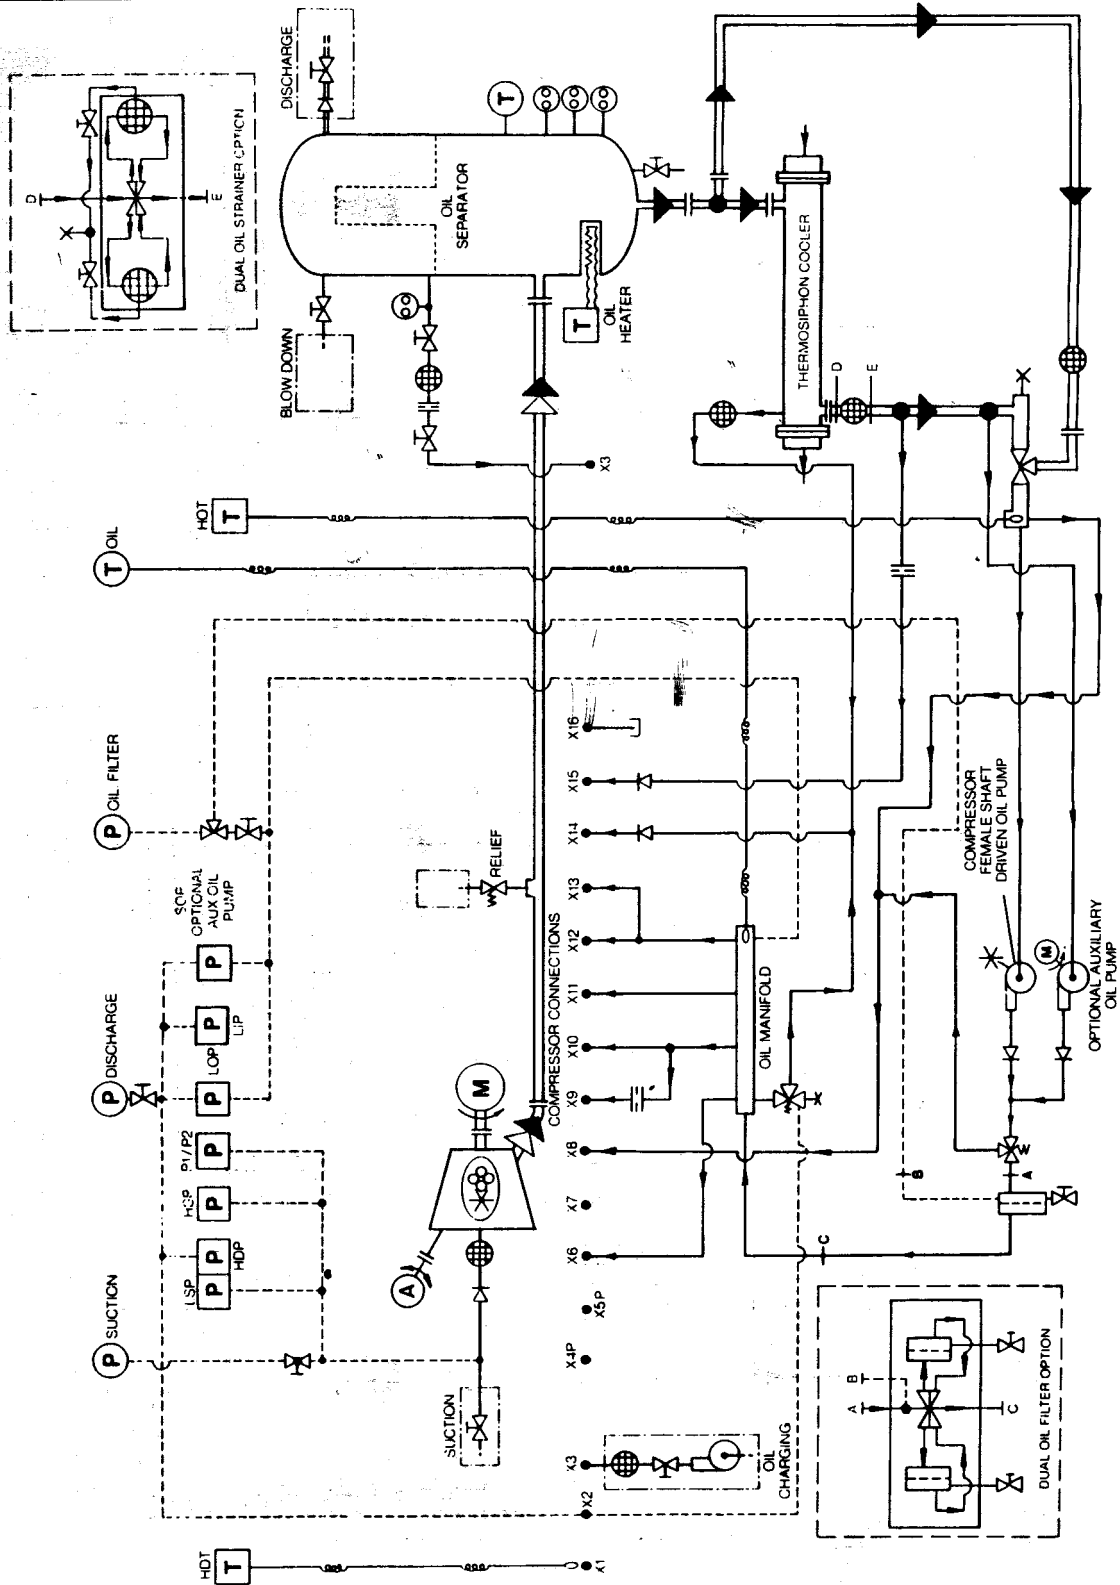 HDT
T
P
SUCTION
P
DISCHARGE
P
OIL FILTER
T
OIL
HOT
T
LSP
P
P
HDP
HOP
P
P1/P2
P
P
LOP
P
LIP
P
OPTIONAL
AUX OIL
PUMP
SUCTION
A
M
RELIEF
BLOW DOWN
DISCHARGE
OIL
SEPARATOR
T
T
OIL
HEATER
D
E
DUAL OIL STRAINER OPTION
COMPRESSOR CONNECTIONS
X1
X2
X3
X4P
X5P
X6
X7
X8
X9
X10
X11
X12
X13
X14
X15
X16
X3
OIL
CHARGING
OIL MANIFOLD
THERMOSIPHON COOLER
D
E
COMPRESSOR
FEMALE SHAFT
DRIVEN OIL PUMP
M
OPTIONAL AUXILIARY
OIL PUMP
W
A
B
C
A
B
C
DUAL OIL FILTER OPTION